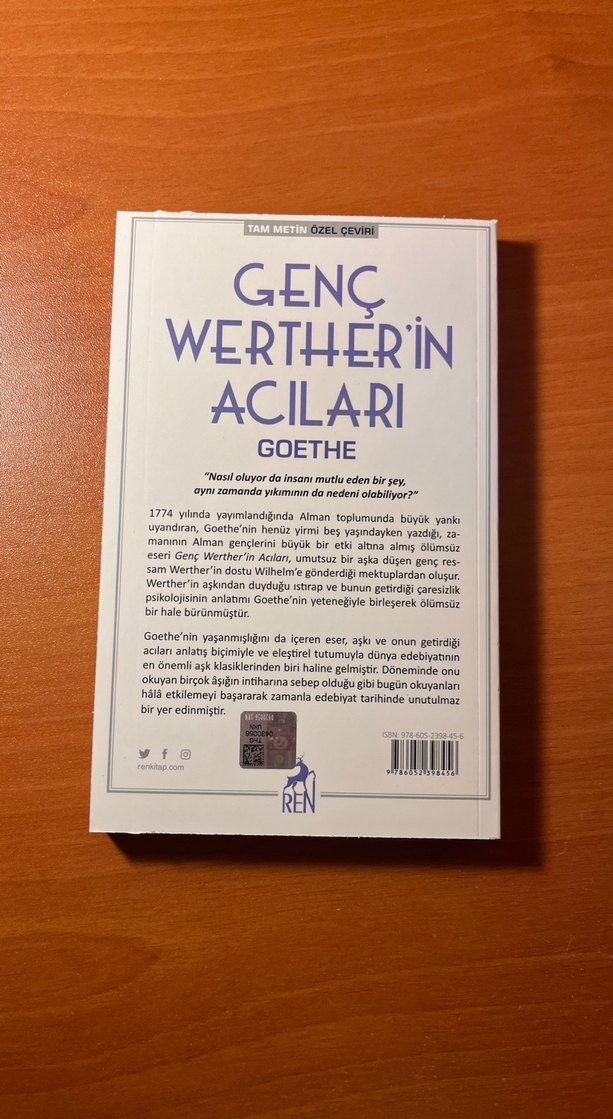 TAM METİN ÖZEL ÇEVİRİ
GENÇ
WERTHER'İN
ACILARI
GOETHE
“Nasıl oluyor da insanı mutlu eden bir şey,
aynı zamanda yıkımının da nedeni olabiliyor?”
1774 yılında yayımlandığında Alman toplumunda büyük yankı
uyandıran, Goethe’nin henüz yirmi beş yaşındayken yazdığı, za-
manının Alman gençlerini büyük bir etki altına almış ölümsüz
eseri Genç Werther’in Acıları, umutsuz bir aşka düşen genç res-
sam Werther’in dostu Wilhelm’e gönderdiği mektuplardan oluşur.
Werther’in aşkından duyduğu ıstırap ve bunun getirdiği çaresizlik
psikolojisinin anlatımı Goethe’nin yeteneğiyle birleşerek ölümsüz
bir hale bürünmüştür.
Goethe’nin yaşanmışlığını da içeren eser, aşkı ve onun getirdiği
acıları anlatış biçimiyle ve eleştirel tutumuyla dünya edebiyatının
en önemli aşk klasiklerinden biri haline gelmiştir. Döneminde onu
okuyan birçok âşığın intiharına sebep olduğu gibi bugün okuyanları
hâlâ etkilemeyi başararak zamanla edebiyat tarihinde unutulmaz
bir yer edinmiştir.
renkitap.com
REN
ISBN: 978-605-2398-45-6
9 786052 398456